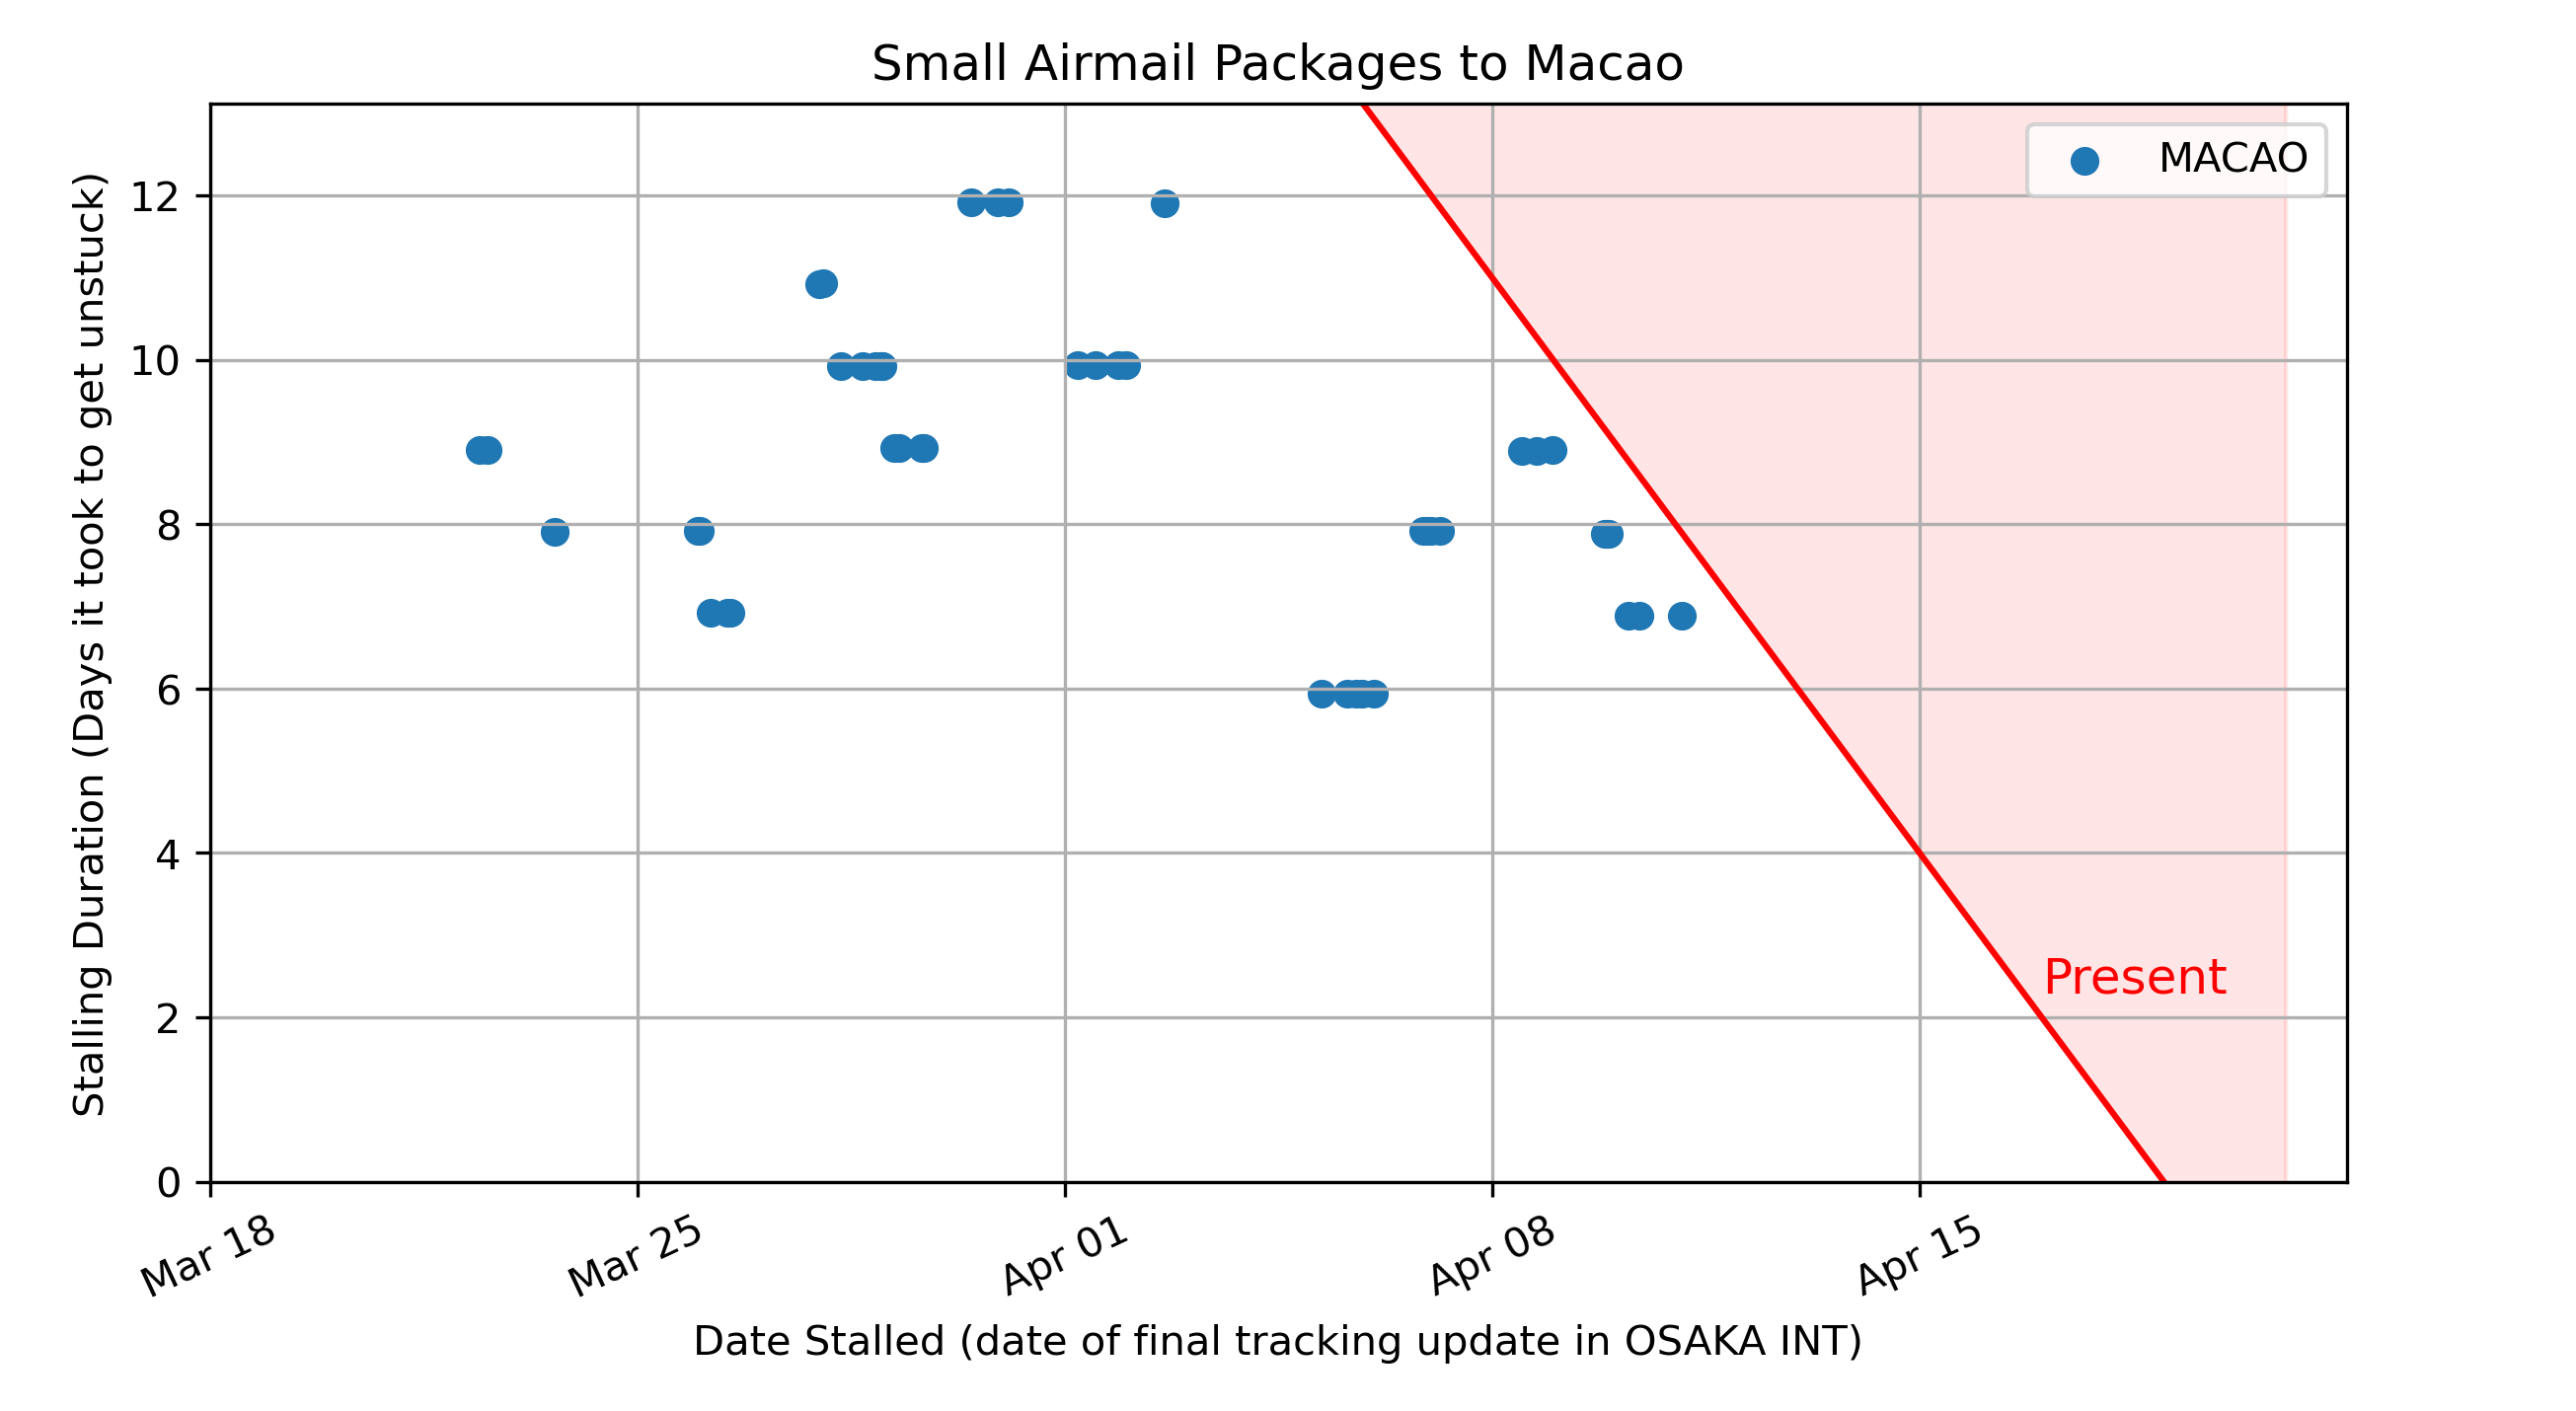 Small Airmail Packages to Macao
MACAO
Stalling Duration (Days it took to get unstuck)
12
10
8
6
4
2
0
Present
Mar 18
Mar 25
Apr 01
Apr 08
Apr 15
Date Stalled (date of final tracking update in OSAKA INT)